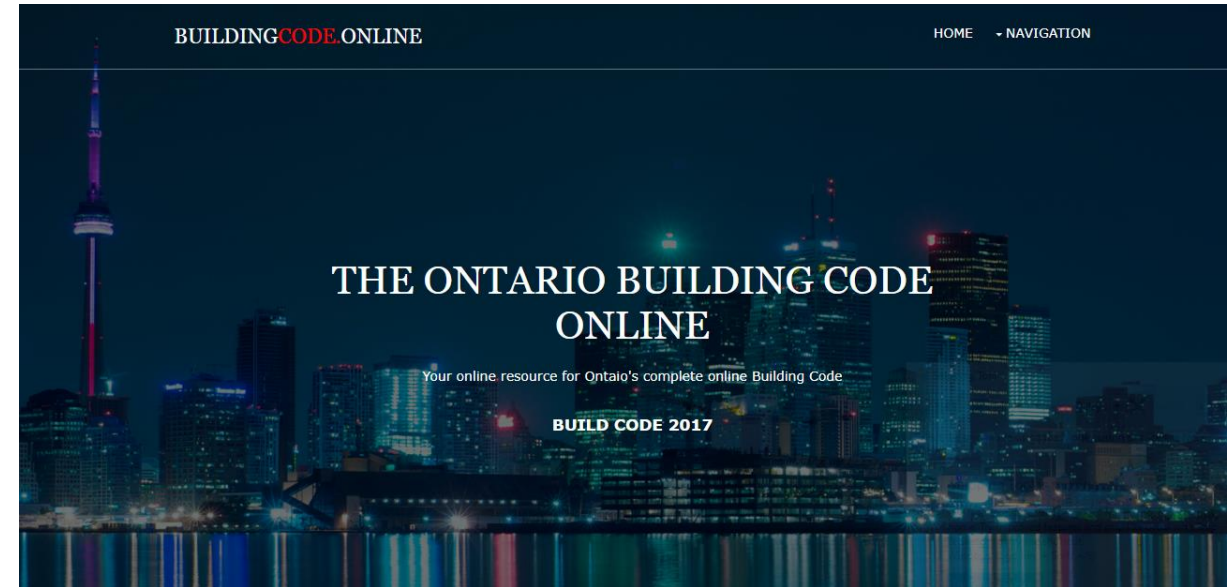 BUILDINGCODE.ONLINE
HOME NAVIGATION
THE ONTARIO BUILDING CODE
ONLINE
Your online resource for Ontaio's complete online Building Code
BUILD CODE 2017